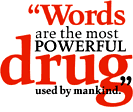 “Words
are the most
POWERFUL
drug”
used by mankind.